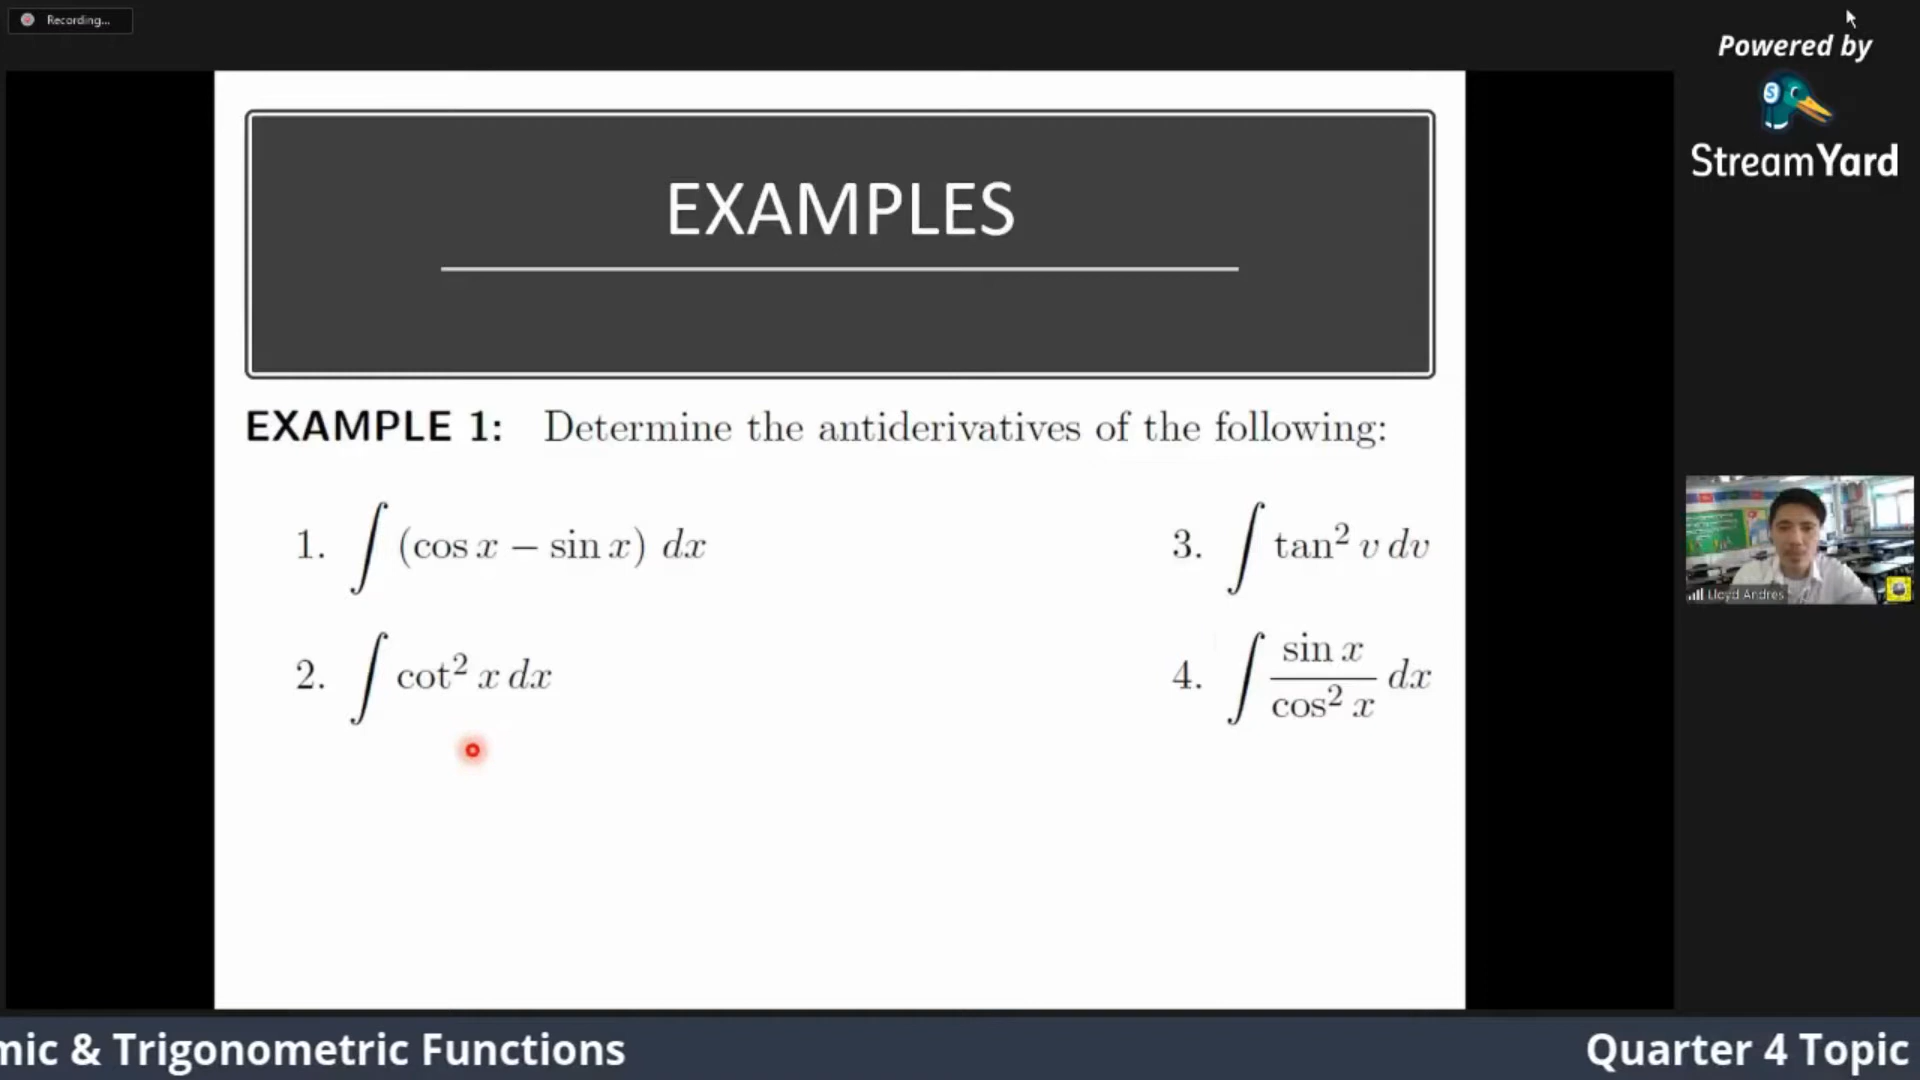 Recording...
Powered by
StreamYard
EXAMPLES
EXAMPLE 1: Determine the antiderivatives of the following:
1. ∫ (cos x − sin x) dx
3. ∫ tan² v dv
2. ∫ cot² x dx
4. ∫ sin x / cos² x dx
Lloyd Andres
mic & Trigonometric Functions
Quarter 4 Topic